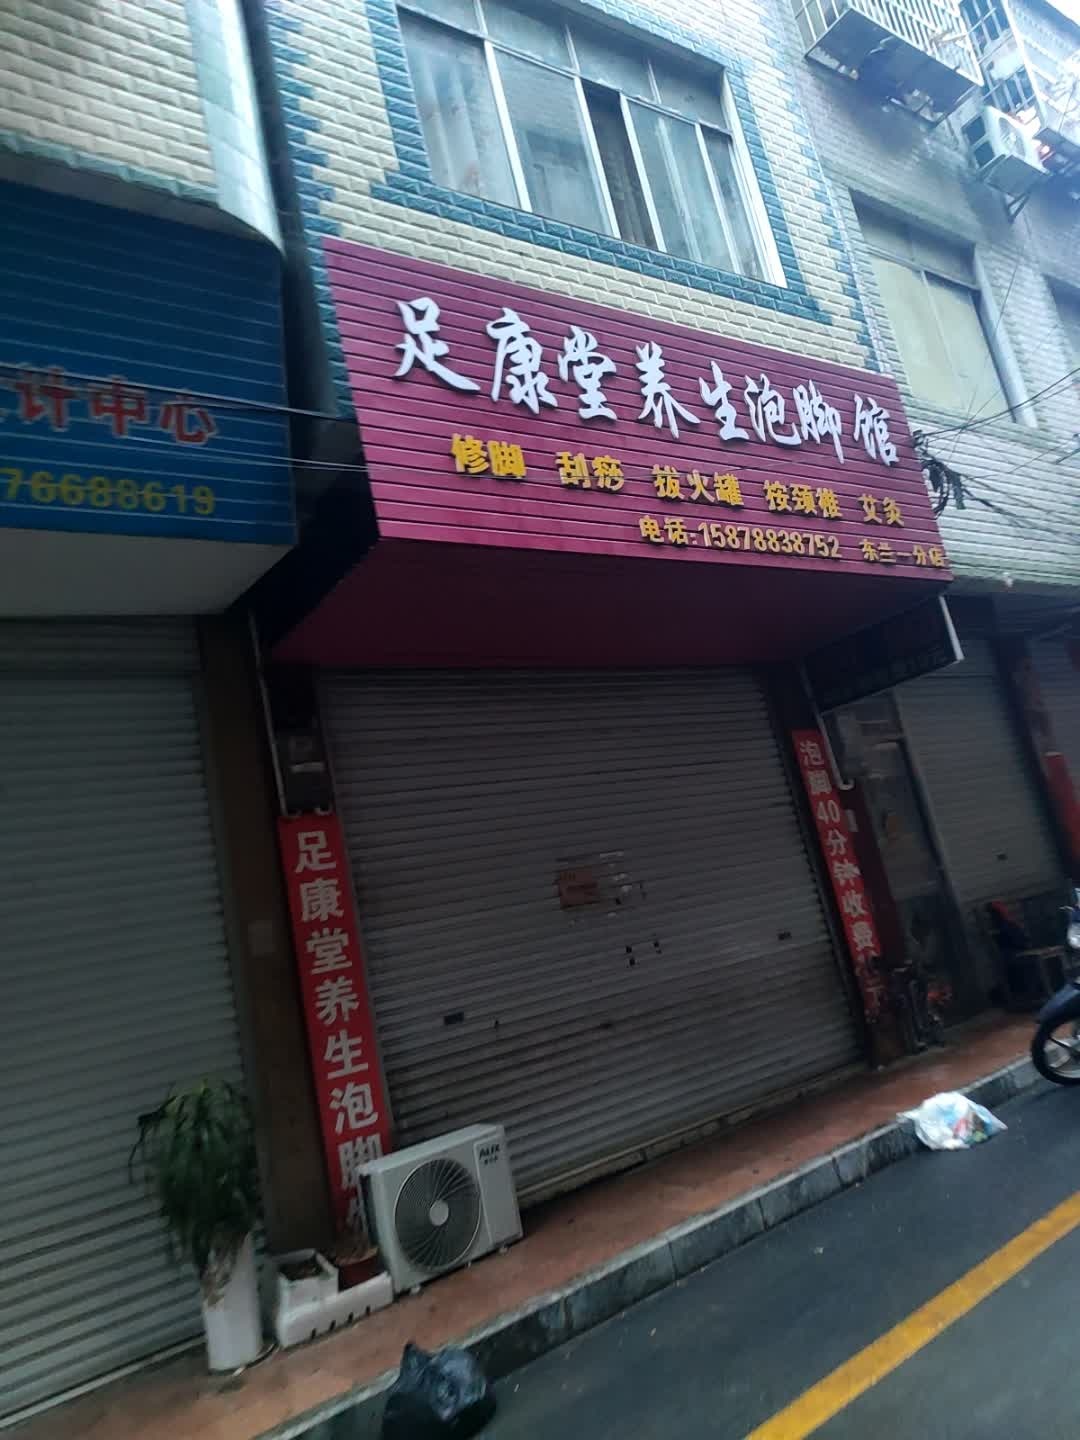 足康堂养生泡脚馆
修脚 刮痧 拔火罐 按颈椎 艾灸
电话:15878838752 东兰一分店
计中心
76688619
足康堂养生泡脚
泡脚40分钟收费
AUX